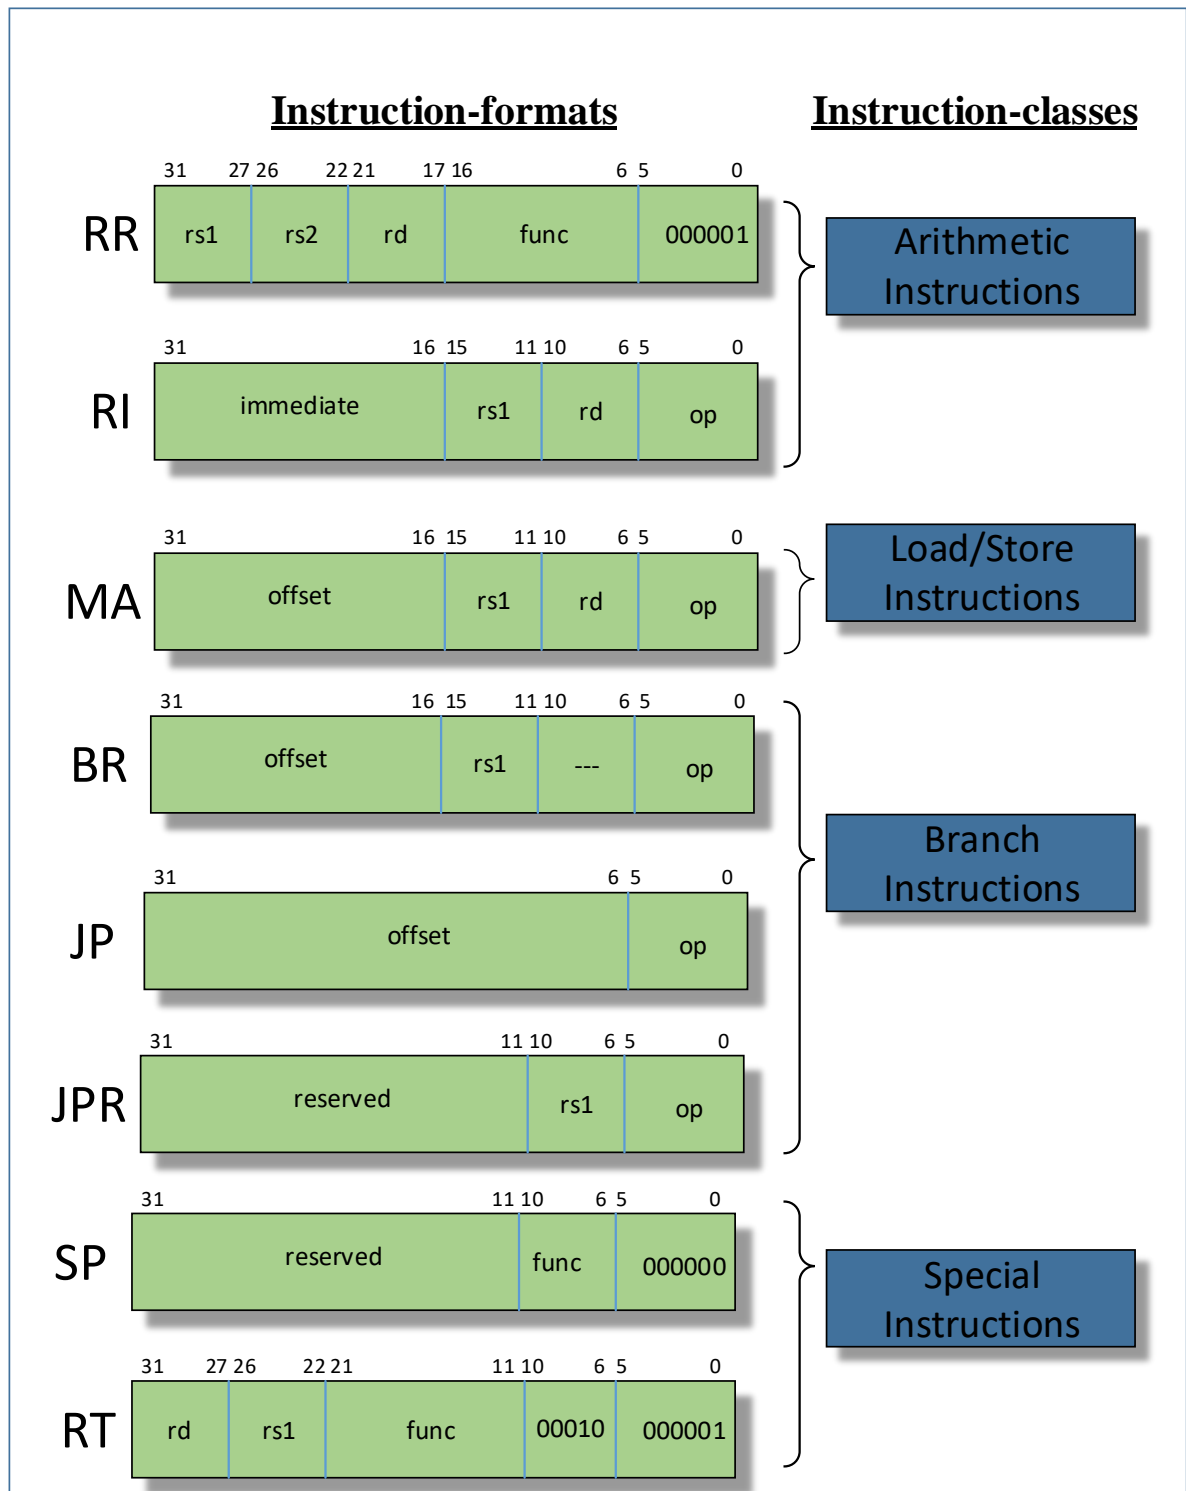 Instruction-formats Instruction-classes
31 27 26 22 21 17 16 6 5 0
RR rs1 rs2 rd func 000001
Arithmetic
Instructions
31 16 15 11 10 6 5 0
RI immediate rs1 rd op
31 16 15 11 10 6 5 0
MA offset rs1 rd op
Load/Store
Instructions
31 16 15 11 10 6 5 0
BR offset rs1 --- op
Branch
Instructions
31 6 5 0
JP offset op
31 11 10 6 5 0
JPR reserved rs1 op
31 11 10 6 5 0
SP reserved func 000000
Special
Instructions
31 27 26 22 21 11 10 6 5 0
RT rd rs1 func 00010 000001